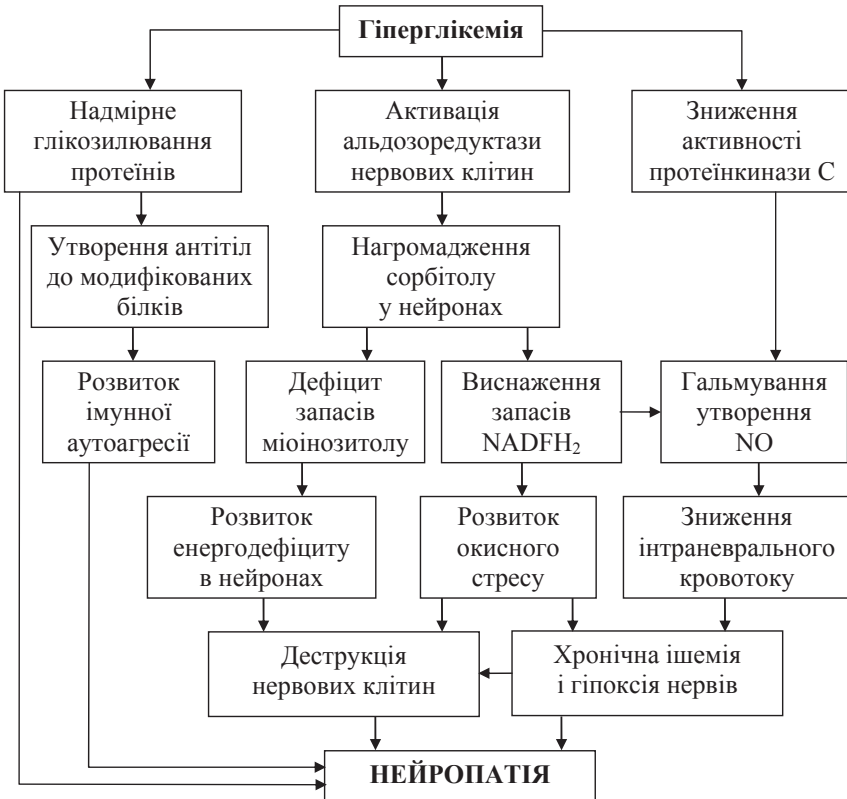 Гіперглікемія
Надмірне
глікозилювання
протеїнів
Активація
альдозоредуктази
нервових клітин
Зниження
активності
протеїнкинази С
Утворення антітіл
до модифікованих
білків
Нагромадження
сорбітолу
у нейронах
Розвиток
імунної
аутоагресії
Дефіцит
запасів
міоінозитолу
Виснаження
запасів
NADFH₂
Гальмування
утворення
NO
Розвиток
енергодефіциту
в нейронах
Розвиток
окисного
стресу
Зниження
інтраневрального
кровотоку
Деструкція
нервових клітин
Хронічна ішемія
і гіпоксія нервів
НЕЙРОПАТІЯ